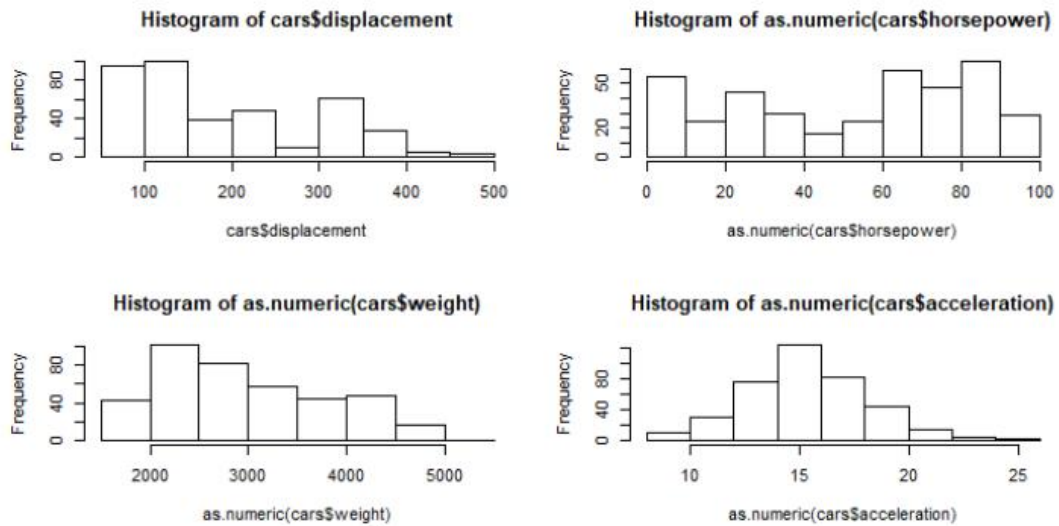 Histogram of cars$displacement
Frequency
0 40 80
100 200 300 400 500
cars$displacement
Histogram of as.numeric(cars$horsepower)
Frequency
0 20 50
0 20 40 60 80 100
as.numeric(cars$horsepower)
Histogram of as.numeric(cars$weight)
Frequency
0 40 80
2000 3000 4000 5000
as.numeric(cars$weight)
Histogram of as.numeric(cars$acceleration)
Frequency
0 40 80
10 15 20 25
as.numeric(cars$acceleration)